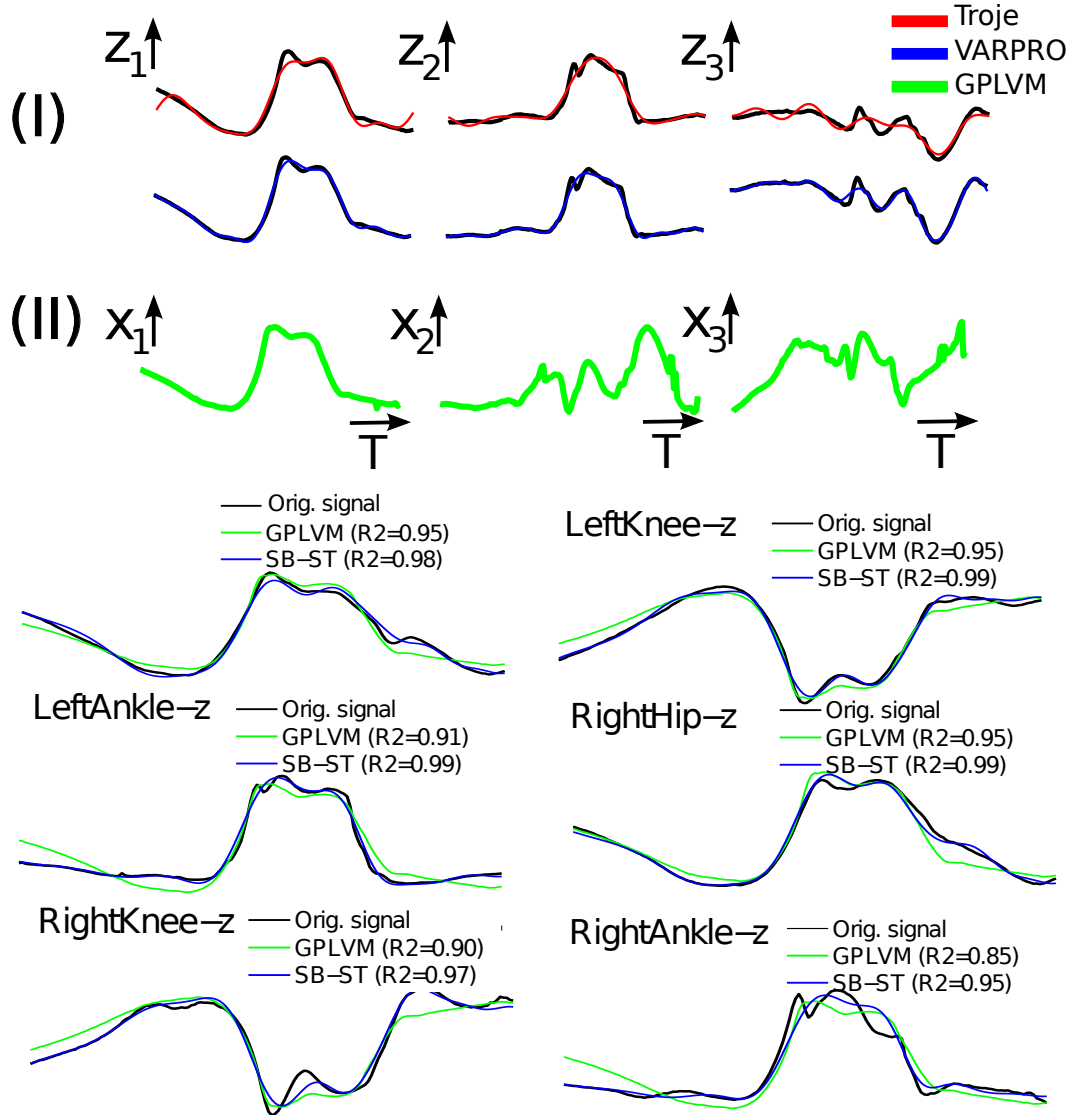 Troje
VARPRO
GPLVM
(I)
z1
z2
z3
(II)
x1
x2
x3
T
T
T
Orig. signal
GPLVM (R2=0.95)
SB−ST (R2=0.98)
LeftKnee−z
Orig. signal
GPLVM (R2=0.95)
SB−ST (R2=0.99)
LeftAnkle−z
Orig. signal
GPLVM (R2=0.91)
SB−ST (R2=0.99)
RightHip−z
Orig. signal
GPLVM (R2=0.95)
SB−ST (R2=0.99)
RightKnee−z
Orig. signal
GPLVM (R2=0.90)
SB−ST (R2=0.97)
RightAnkle−z
Orig. signal
GPLVM (R2=0.85)
SB−ST (R2=0.95)